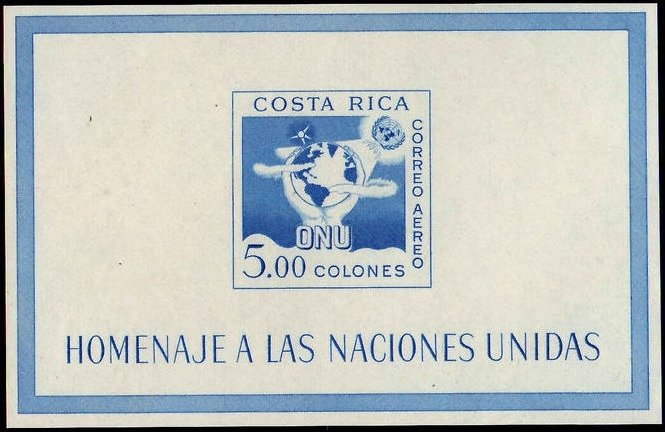 COSTA RICA
CORREO AEREO
ONU
5.00 COLONES
HOMENAJE A LAS NACIONES UNIDAS